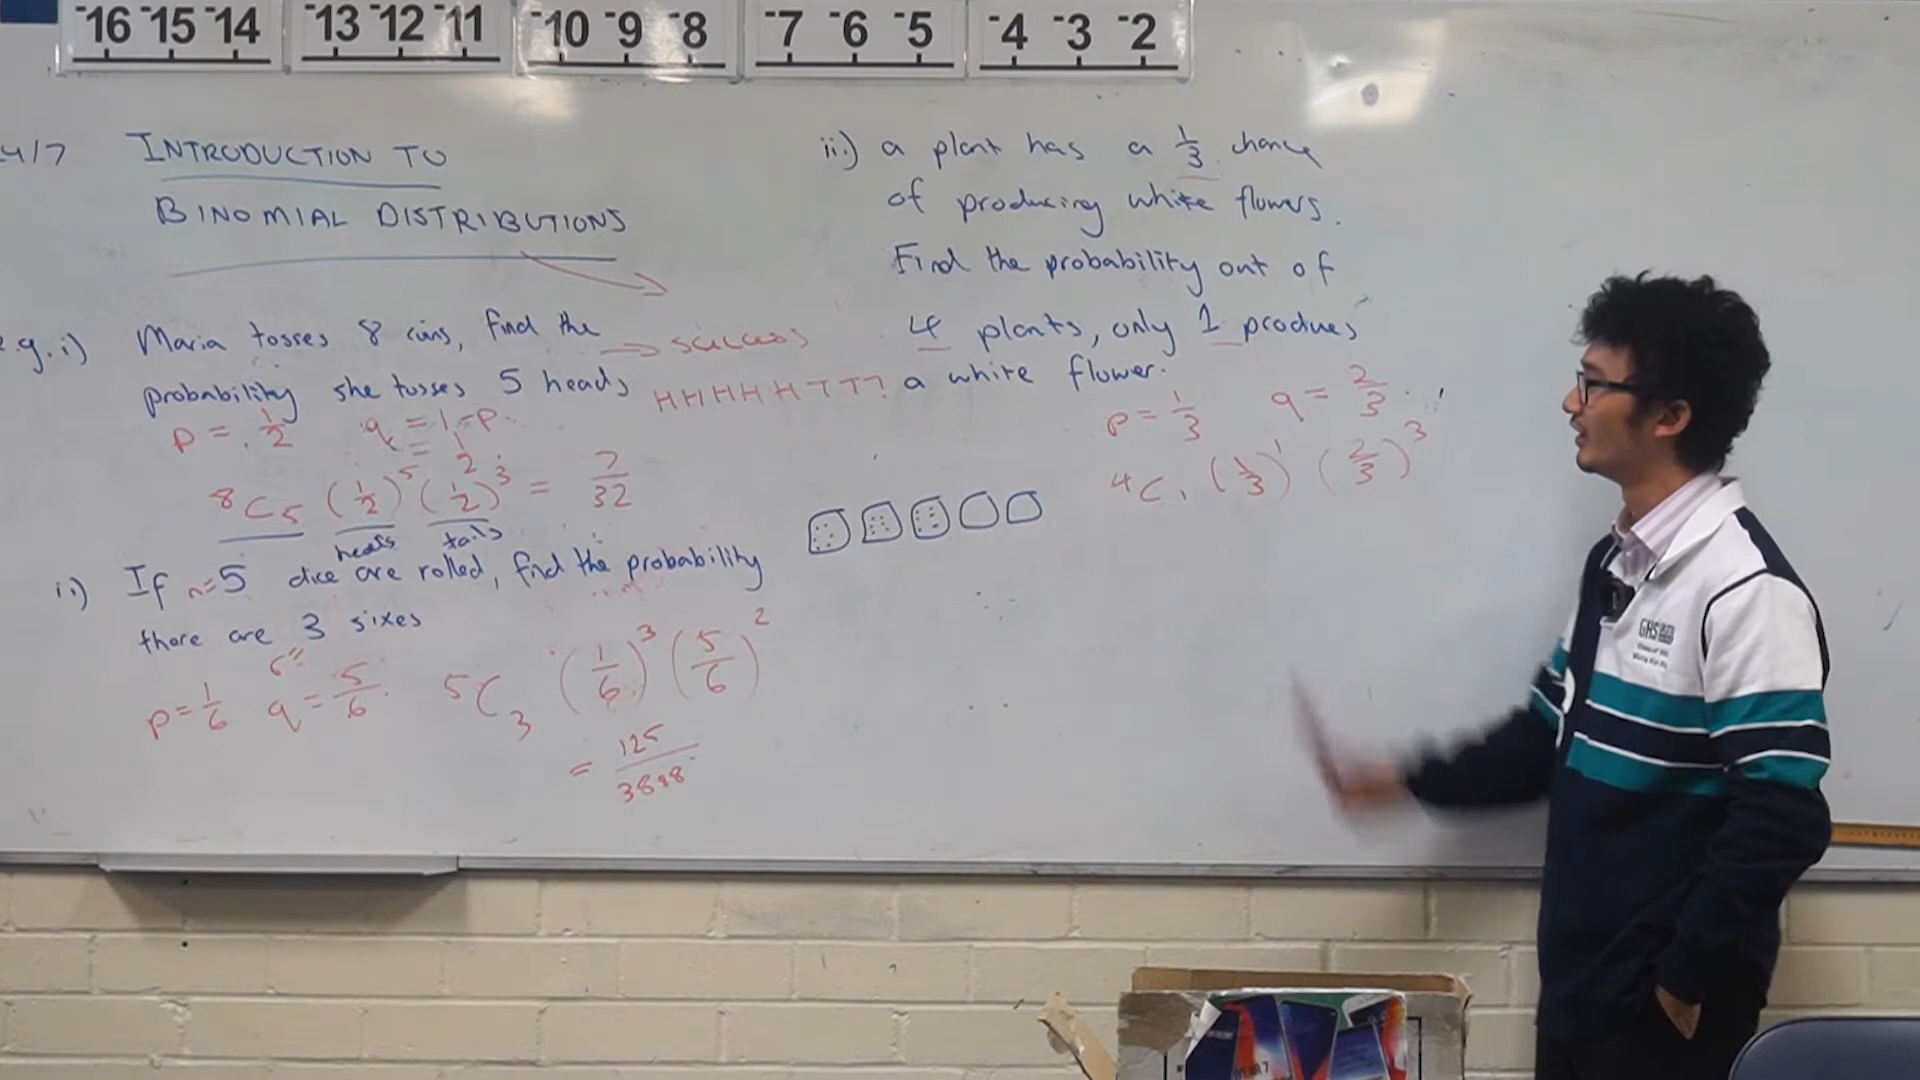 -16 -15 -14 -13 -12 -11 -10 -9 -8 -7 -6 -5 -4 -3 -2
4/7 INTRODUCTION TO
BINOMIAL DISTRIBUTIONS
e.g. i) Maria tosses 8 coins, find the
probability she tosses 5 heads
→ success
HHHHHTTT
p = 1/2 q = 1-p
= 1/2
⁸C₅ (1/2)⁵ (1/2)³ = 7/32
heads tails
ii) If n=5 dice are rolled, find the probability
there are 3 sixes
p = 1/6 q = 5/6 ⁵C₃ (1/6)³ (5/6)²
= 125/3888
ii.) a plant has a 1/3 chance
of producing white flowers.
Find the probability out of
4 plants, only 1 produces
a white flower.
p = 1/3 q = 2/3
⁴C₁ (1/3)¹ (2/3)³
GHS